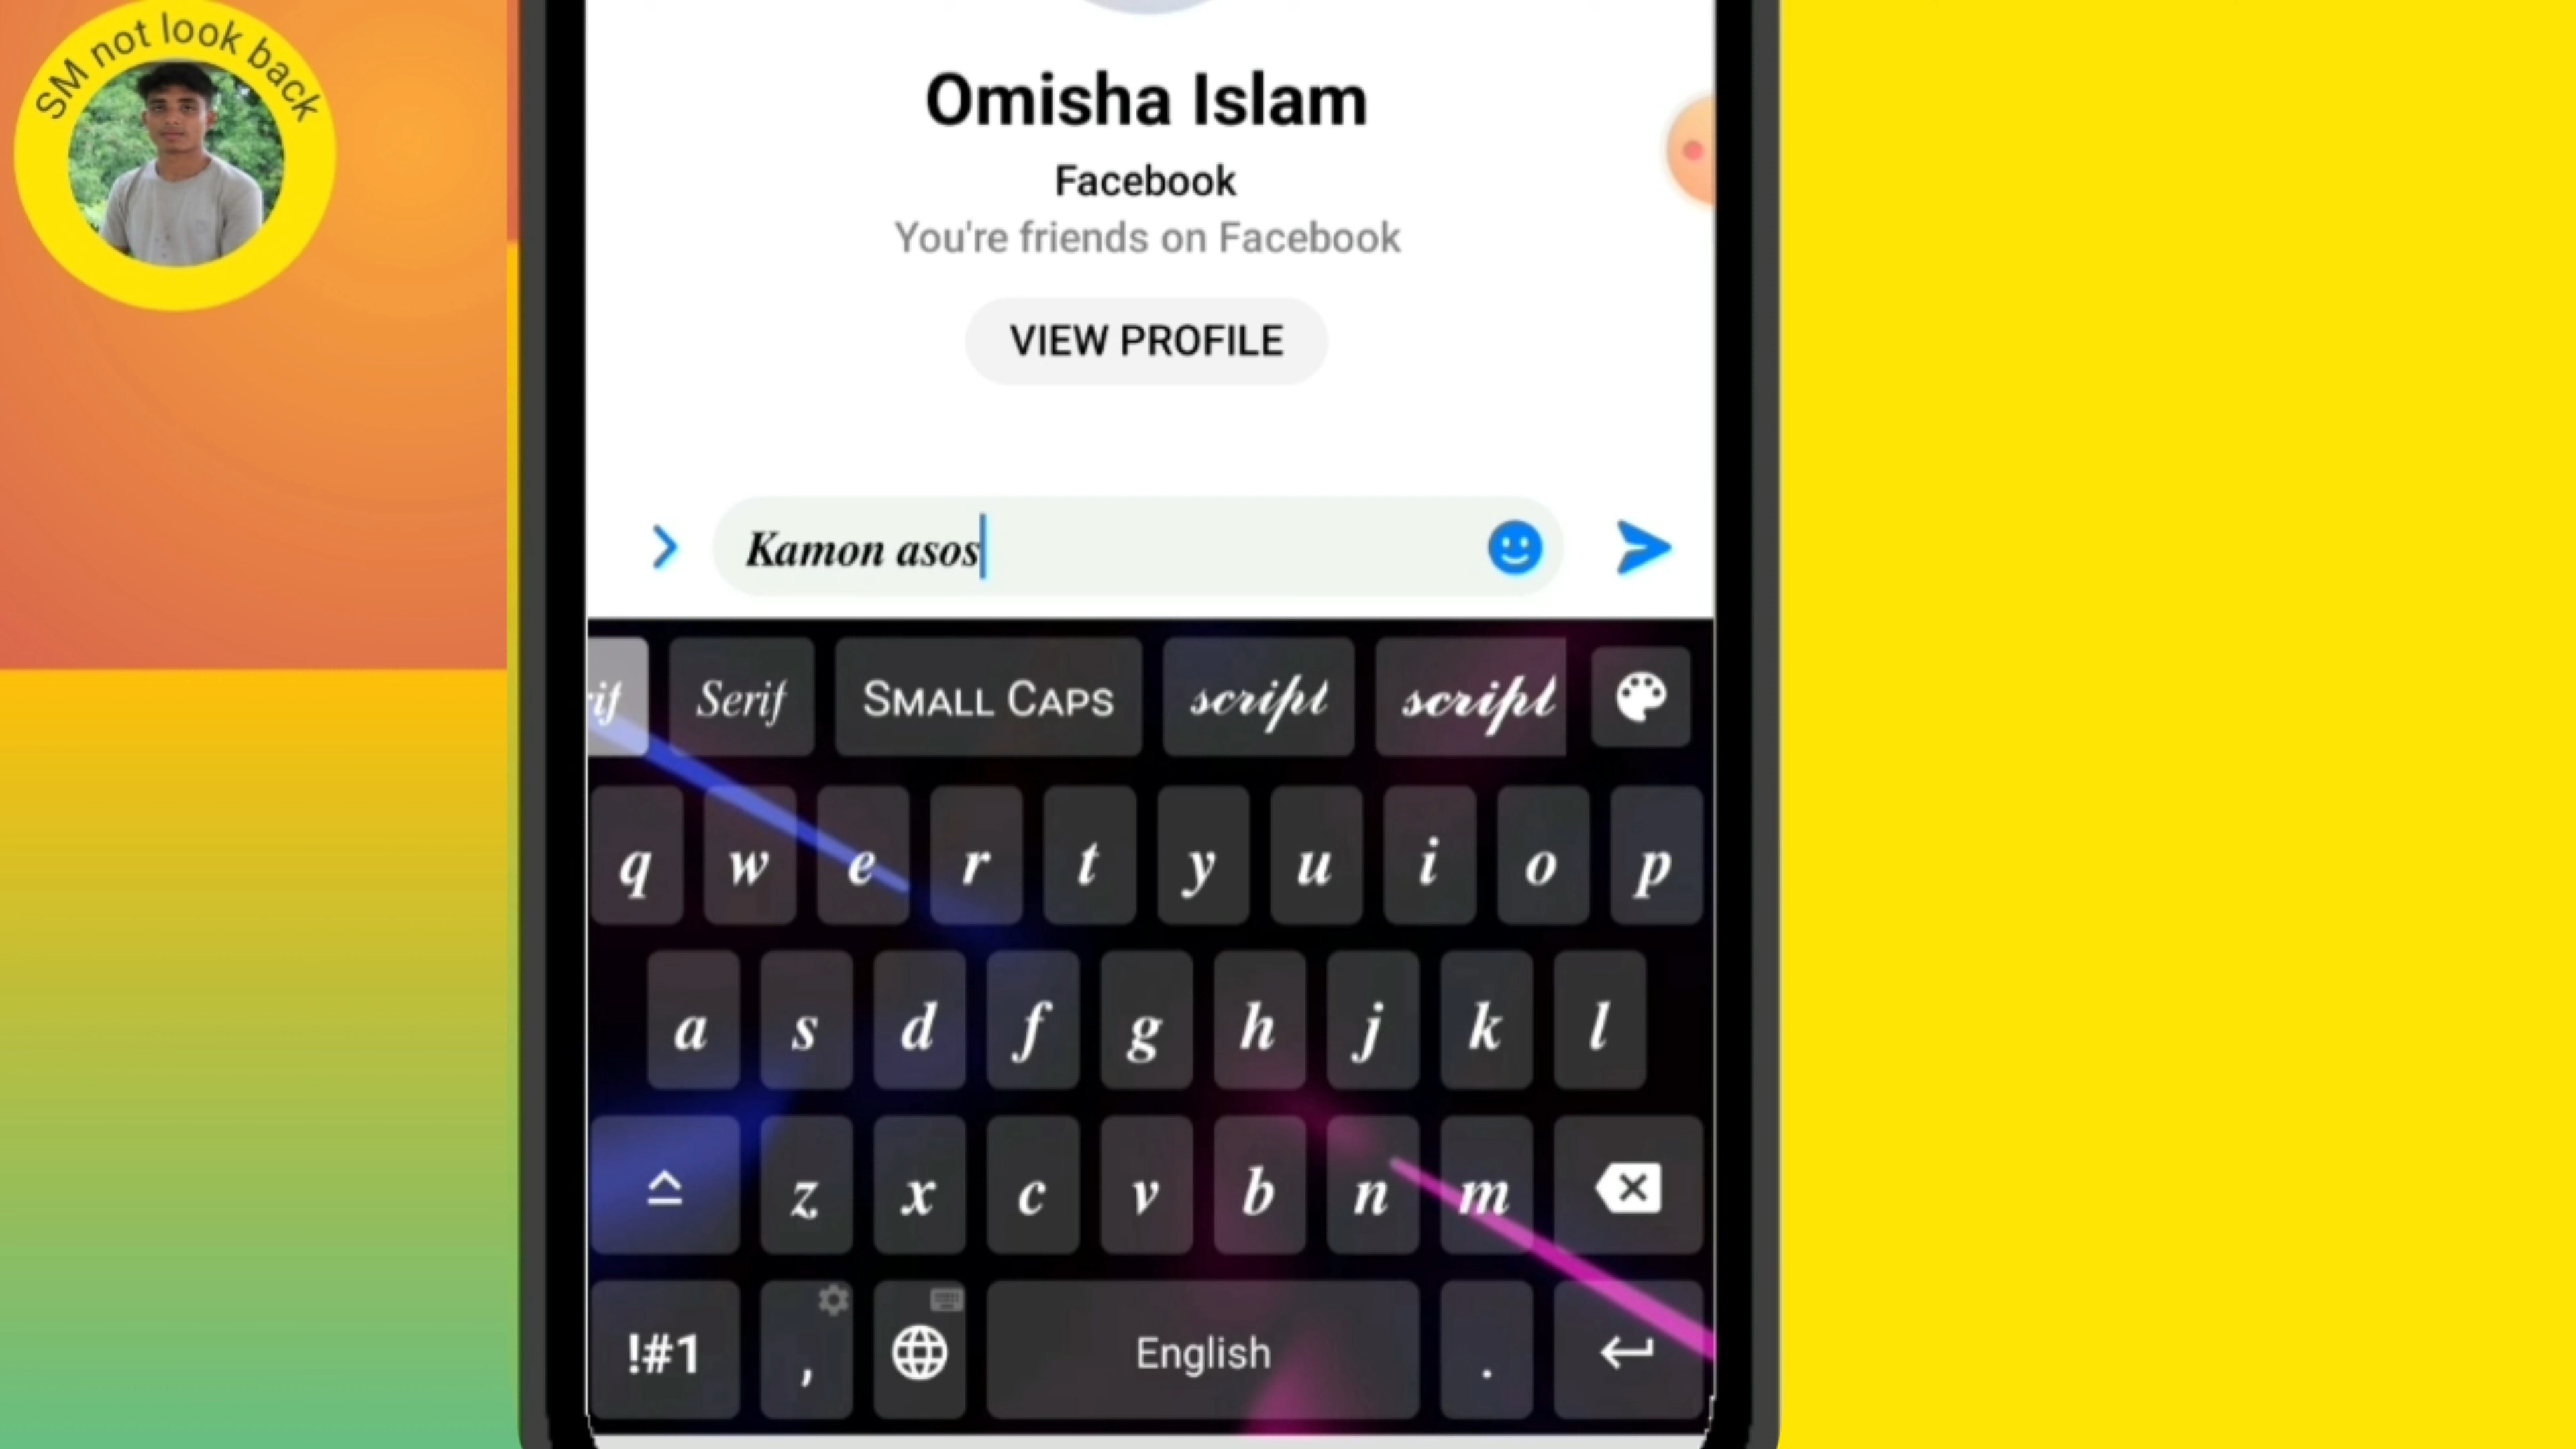 SM not look back
Omisha Islam
Facebook
You're friends on Facebook
VIEW PROFILE
Kamon asos
rif Serif SMALL CAPS script script
q w e r t y u i o p
a s d f g h j k l
z x c v b n m
!#1 , English .